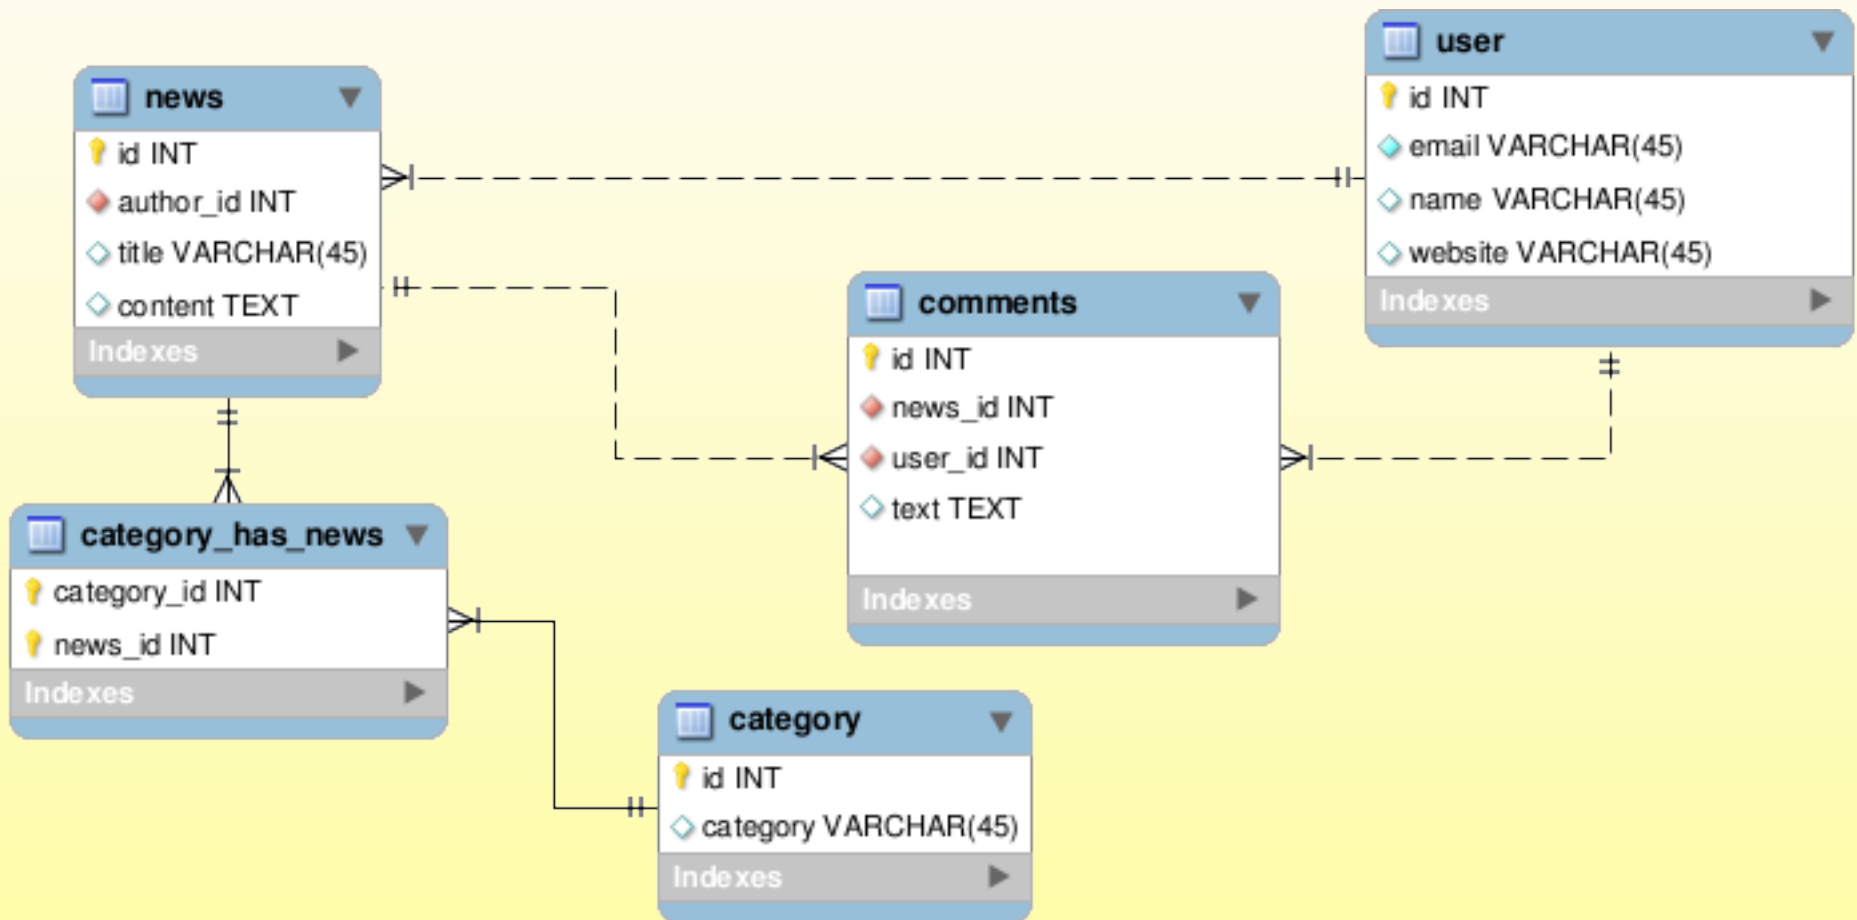 news
id INT
author_id INT
title VARCHAR(45)
content TEXT
Indexes
user
id INT
email VARCHAR(45)
name VARCHAR(45)
website VARCHAR(45)
Indexes
comments
id INT
news_id INT
user_id INT
text TEXT
Indexes
category_has_news
category_id INT
news_id INT
Indexes
category
id INT
category VARCHAR(45)
Indexes